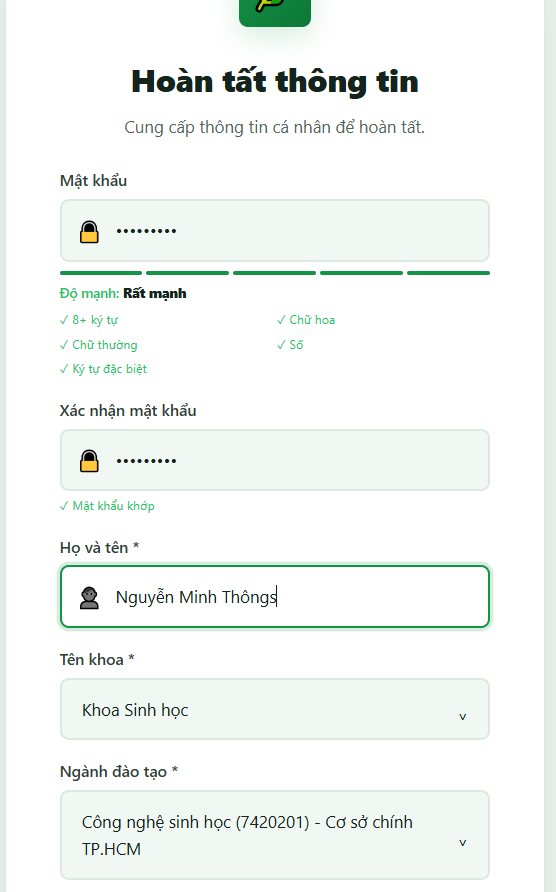 Hoàn tất thông tin
Cung cấp thông tin cá nhân để hoàn tất.
Mật khẩu
•••••••••
Độ mạnh: Rất mạnh
✓ 8+ ký tự
✓ Chữ hoa
✓ Chữ thường
✓ Số
✓ Ký tự đặc biệt
Xác nhận mật khẩu
•••••••••
✓ Mật khẩu khớp
Họ và tên *
Nguyễn Minh Thôngs
Tên khoa *
Khoa Sinh học
Ngành đào tạo *
Công nghệ sinh học (7420201) - Cơ sở chính
TP.HCM